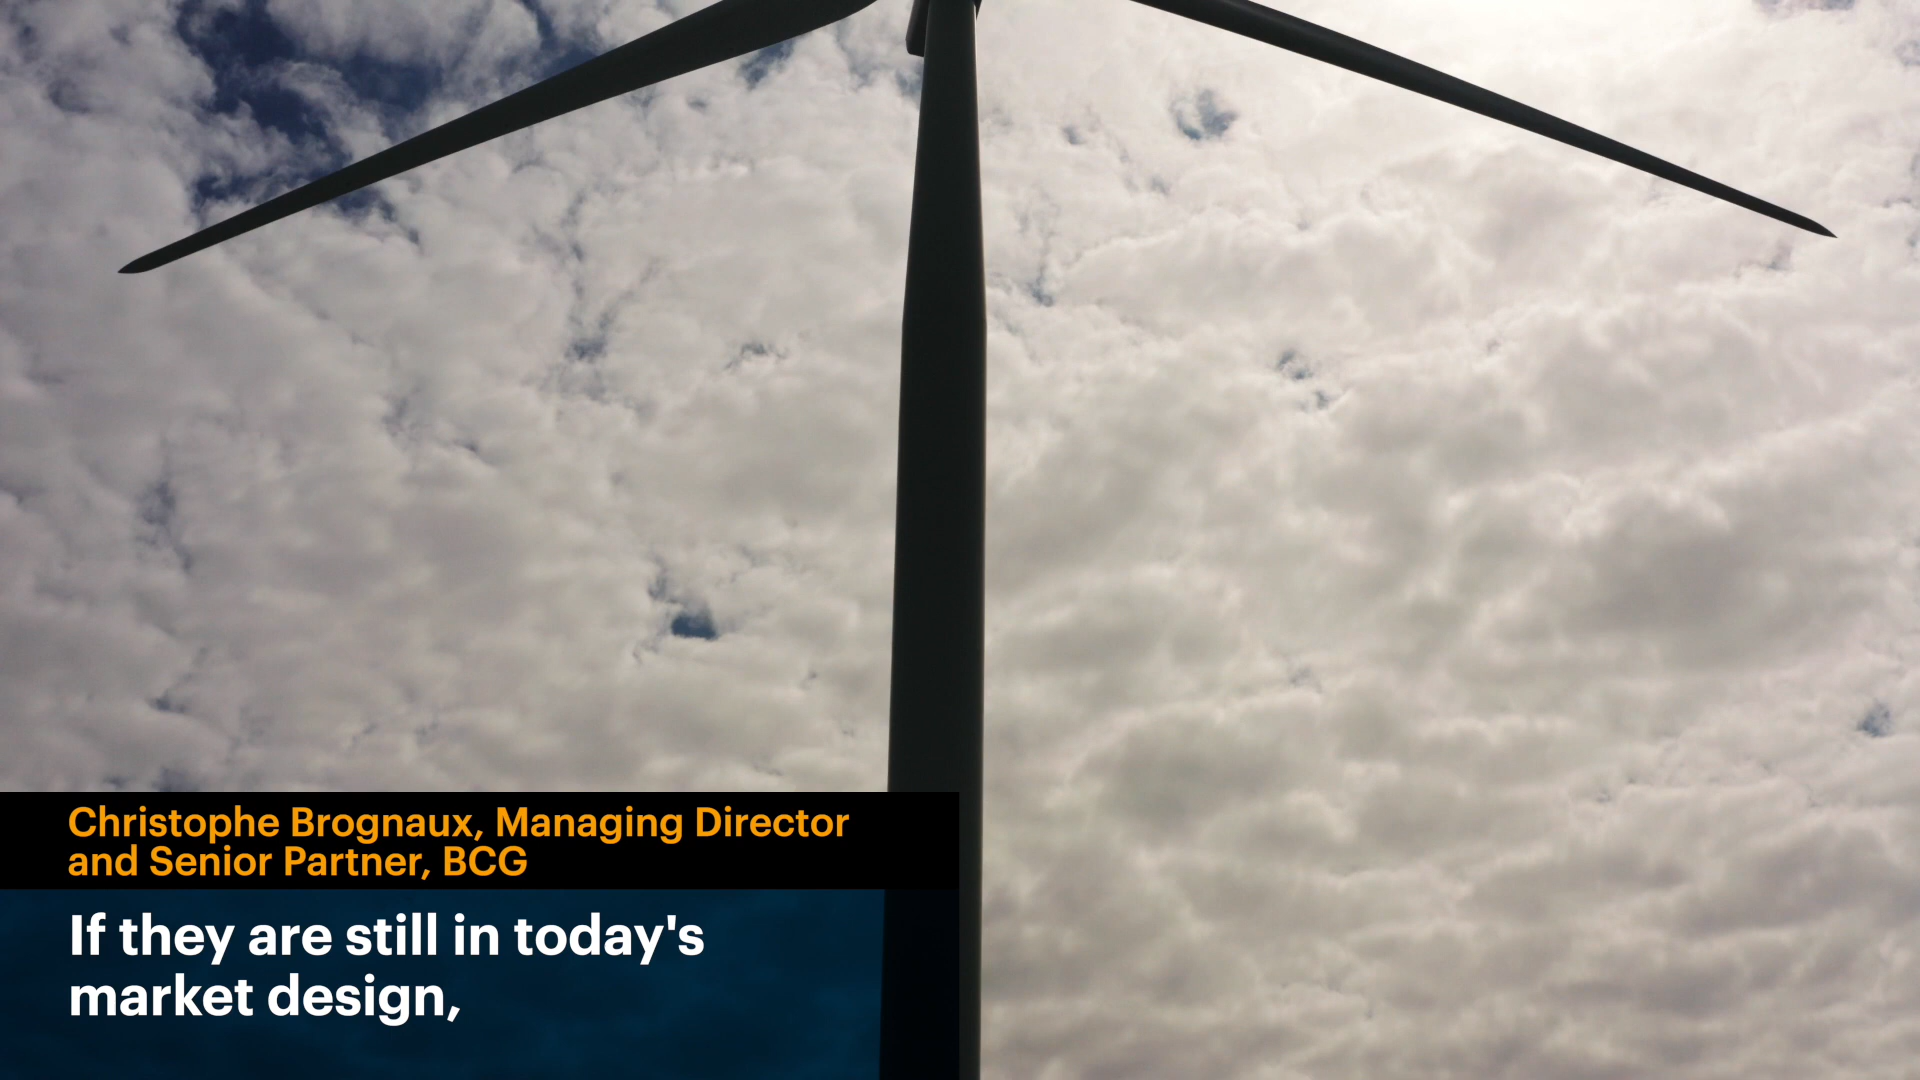 Christophe Brognaux, Managing Director
and Senior Partner, BCG
If they are still in today's
market design,